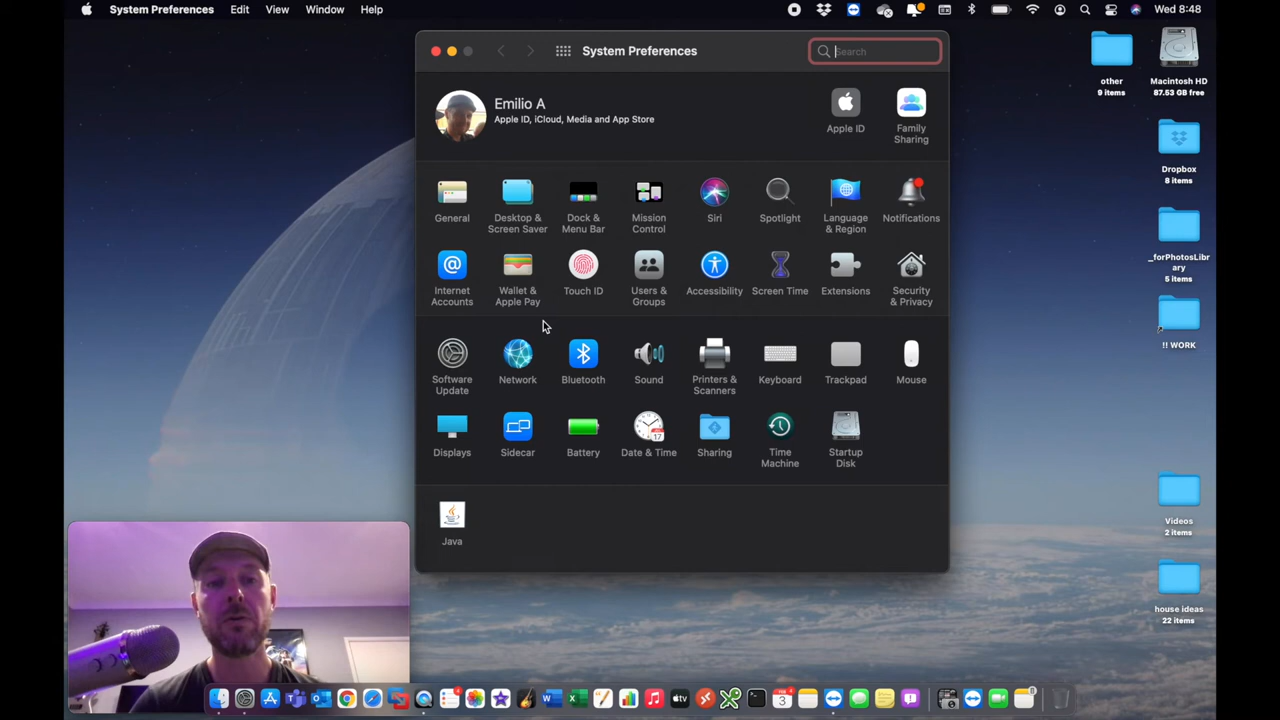 System Preferences Edit View Window Help
Wed 8:48
System Preferences
Search
Emilio A
Apple ID, iCloud, Media and App Store
Apple ID
Family
Sharing
General
Desktop &
Screen Saver
Dock &
Menu Bar
Mission
Control
Siri
Spotlight
Language
& Region
Notifications
Internet
Accounts
Wallet &
Apple Pay
Touch ID
Users &
Groups
Accessibility
Screen Time
Extensions
Security
& Privacy
Software
Update
Network
Bluetooth
Sound
Printers &
Scanners
Keyboard
Trackpad
Mouse
Displays
Sidecar
Battery
Date & Time
Sharing
Time
Machine
Startup
Disk
Java
other
9 items
Macintosh HD
87.53 GB free
Dropbox
8 items
_forPhotosLibr
ary
5 items
!! WORK
Videos
2 items
house ideas
22 items